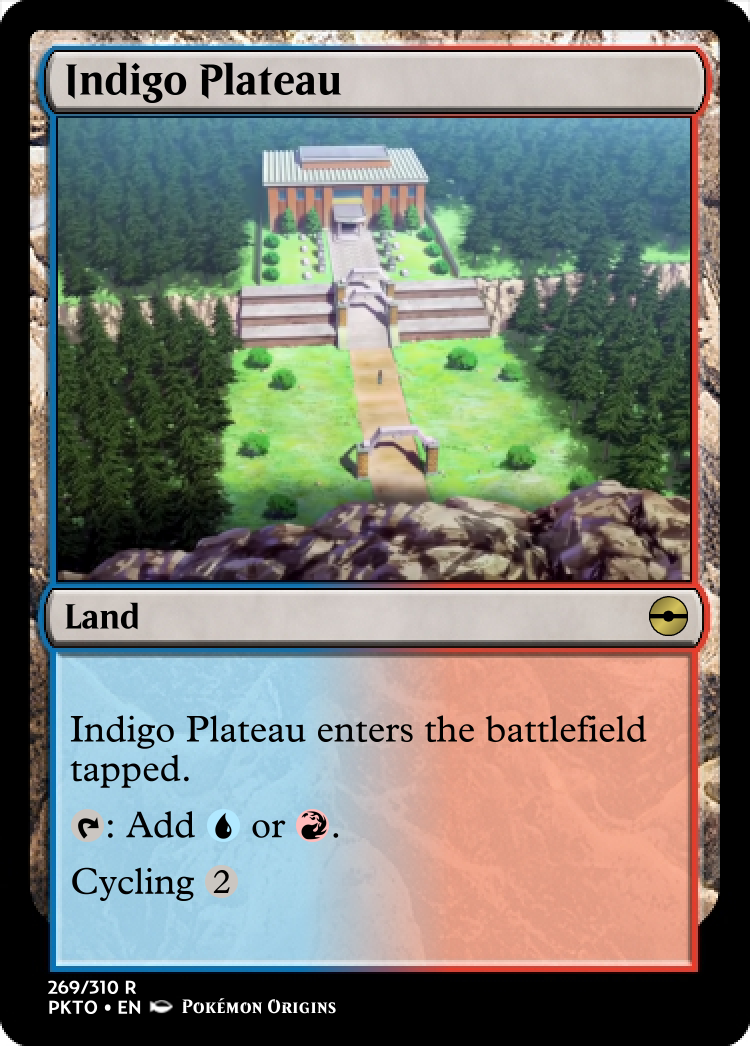 Indigo Plateau
Land
Indigo Plateau enters the battlefield
tapped.
: Add or .
Cycling 2
269/310 R
PKTO • EN Pokémon Origins